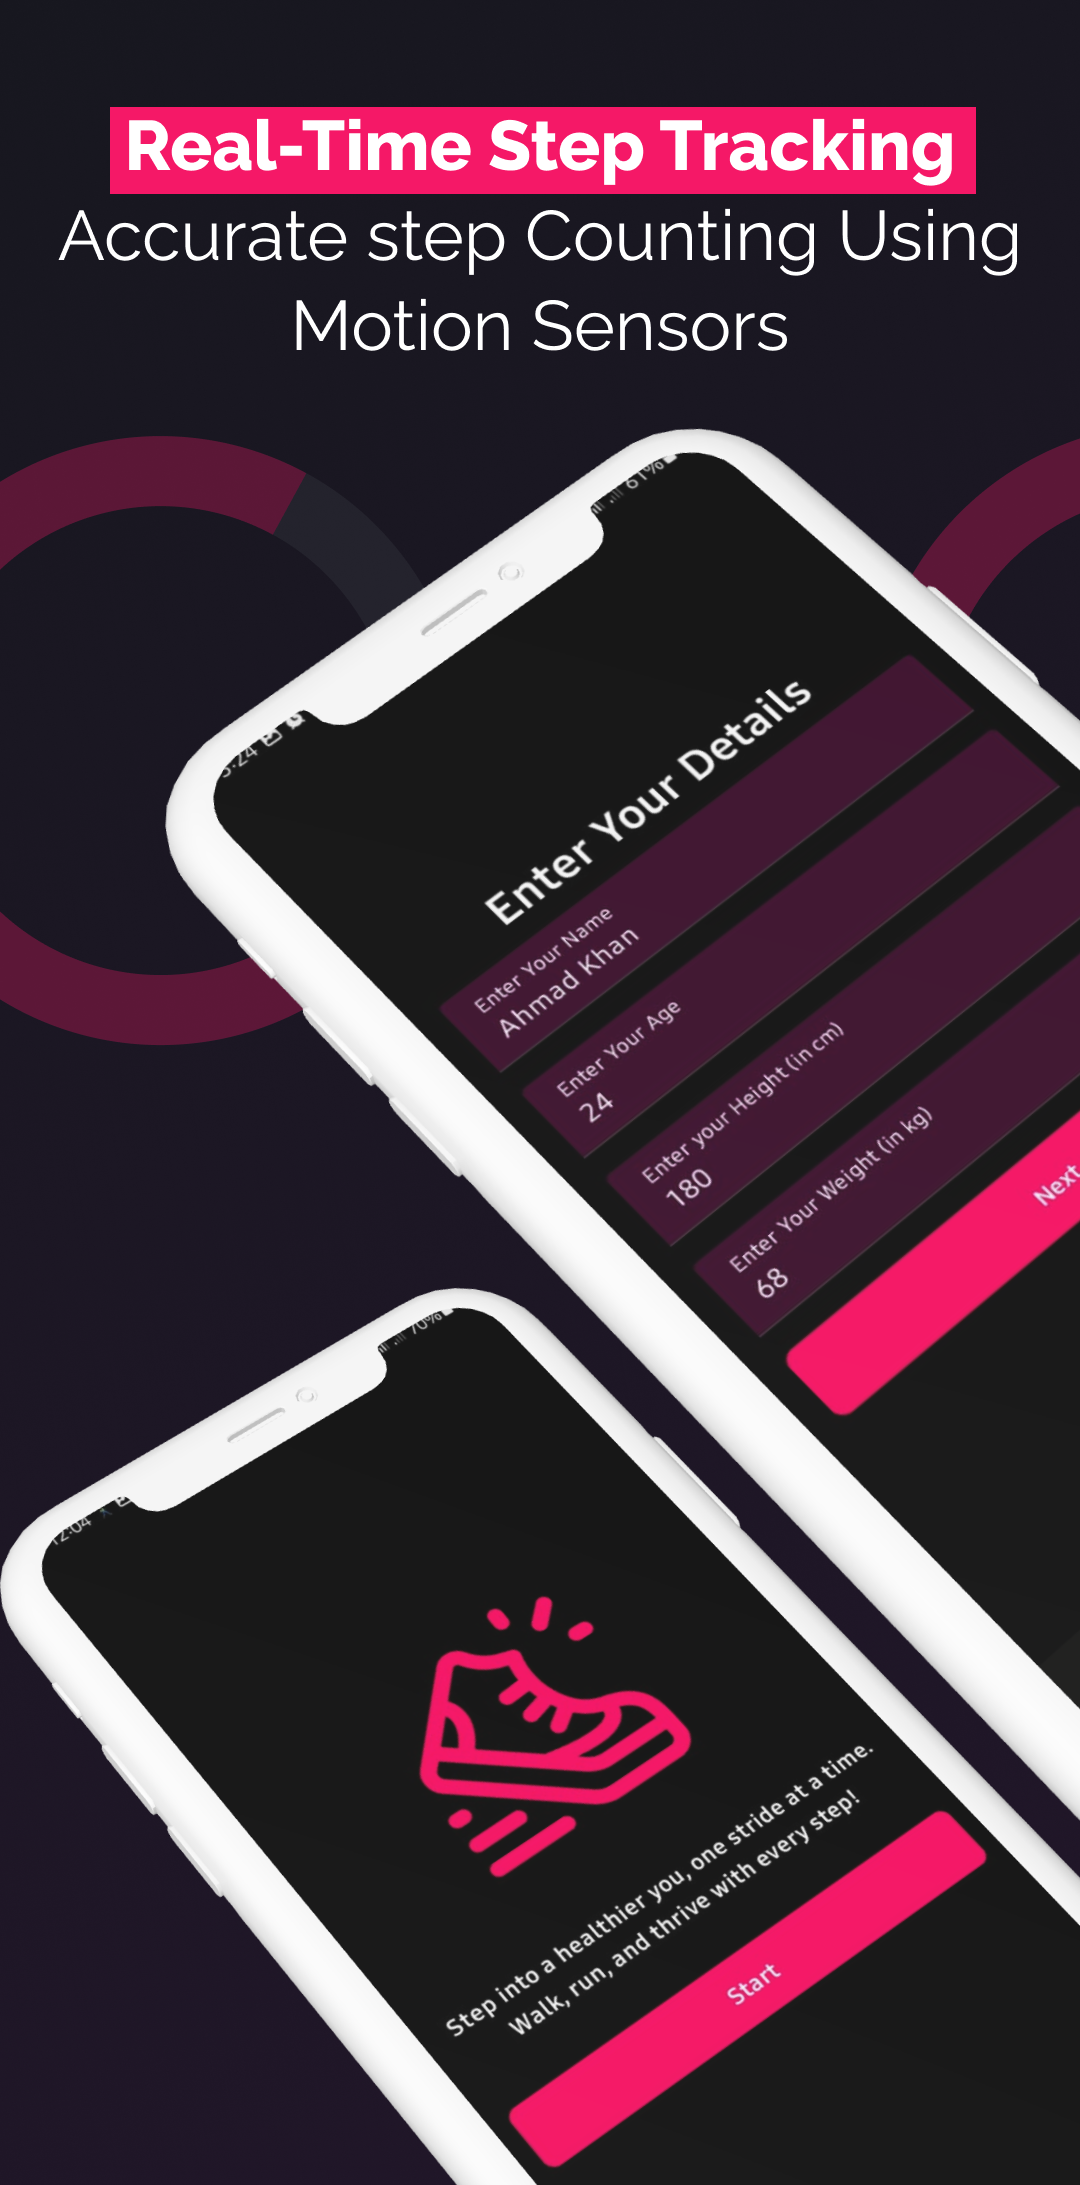 Real-Time Step Tracking
Accurate step Counting Using
Motion Sensors
61%
:24
Enter Your Details
Enter Your Name
Ahmad Khan
Enter Your Age
24
Enter your Height (in cm)
180
Enter Your Weight (in kg)
68
Next
70%
12:04
Step into a healthier you, one stride at a time.
Walk, run, and thrive with every step!
Start